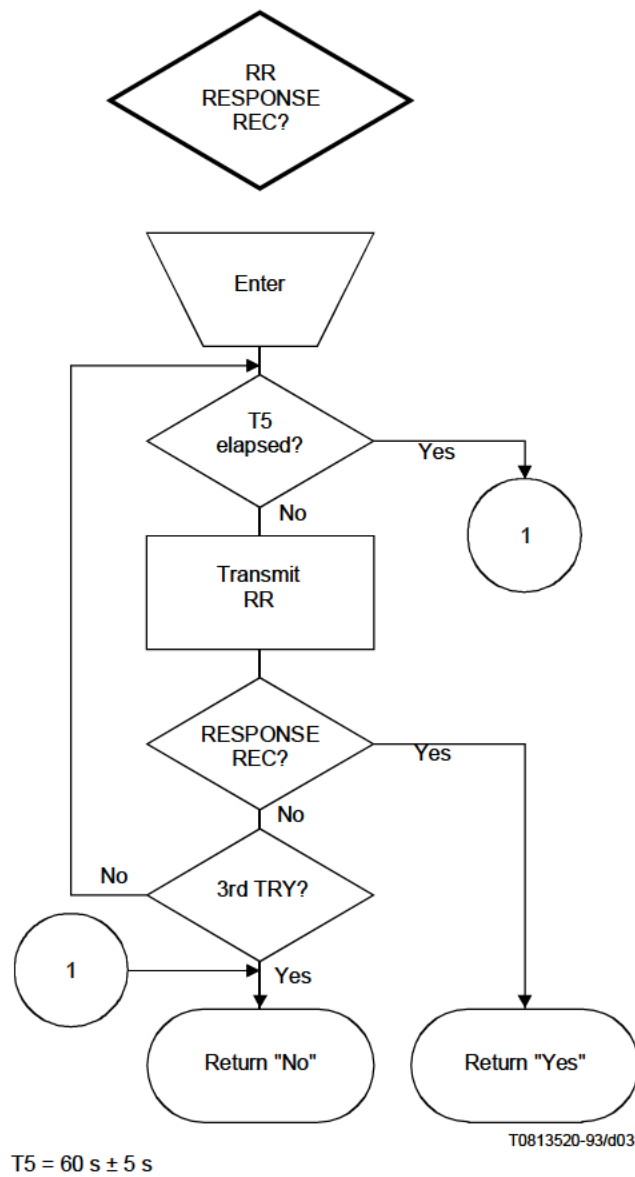 RR
RESPONSE
REC?
Enter
T5
elapsed?
Yes
No
1
Transmit
RR
RESPONSE
REC?
Yes
No
3rd TRY?
No
1
Yes
Return "No"
Return "Yes"
T0813520-93/d03
T5 = 60 s ± 5 s